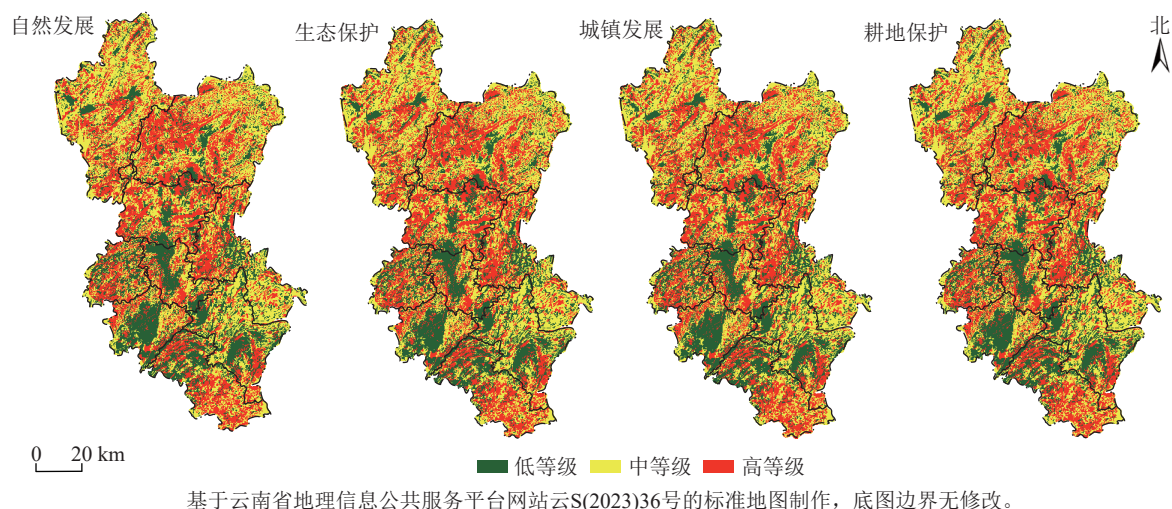 自然发展
生态保护
城镇发展
耕地保护
北
0 20 km
低等级 中等级 高等级
基于云南省地理信息公共服务平台网站云S(2023)36号的标准地图制作，底图边界无修改。